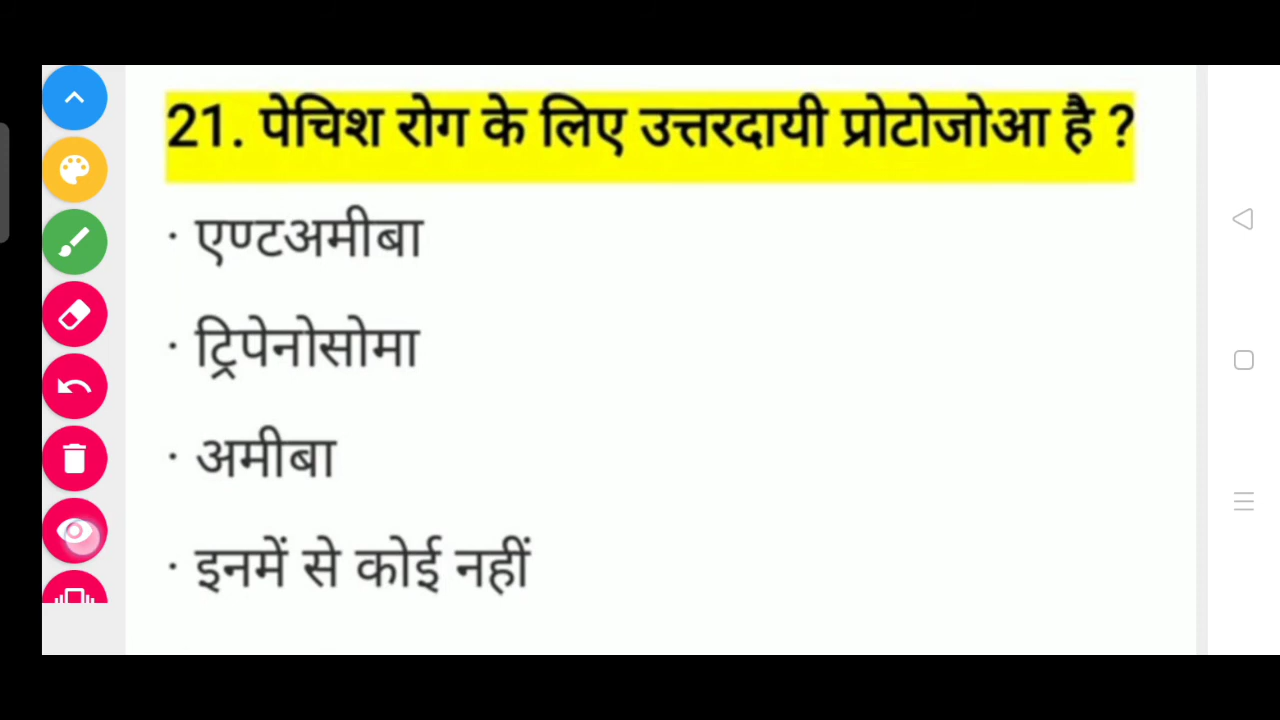 21. पेचिश रोग के लिए उत्तरदायी प्रोटोजोआ है ?
· एण्टअमीबा
· ट्रिपेनोसोमा
· अमीबा
· इनमें से कोई नहीं